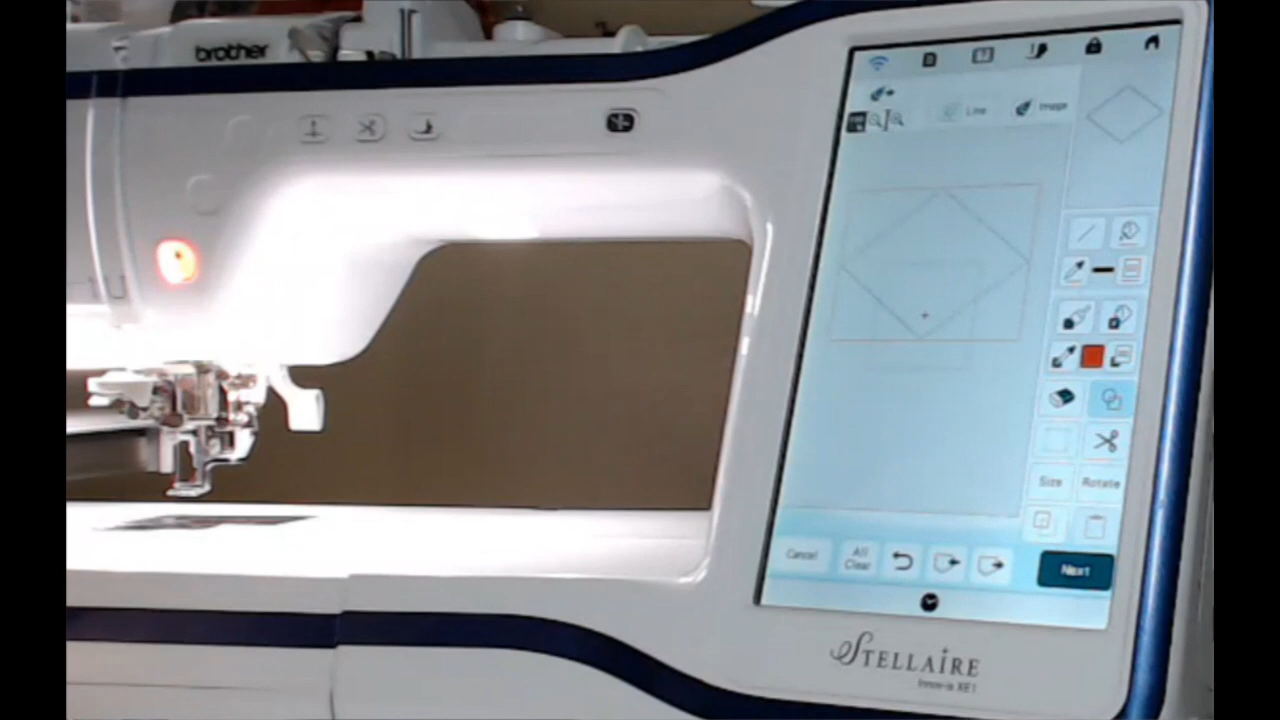 brother
Line
Image
Size
Rotate
Cancel
All
Clear
Next
STELLAIRE
Innov-is XE1